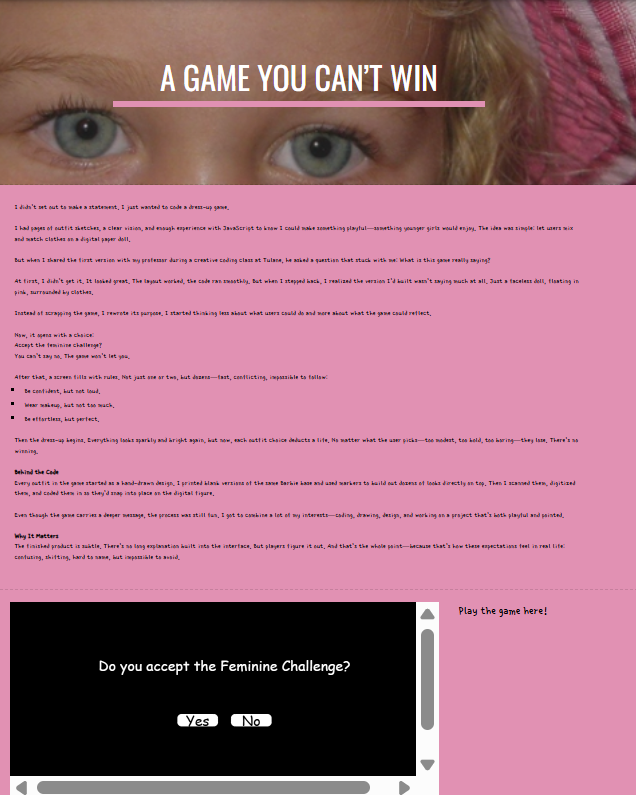 A GAME YOU CAN'T WIN
I didn't set out to make a statement, I just wanted to code a dress-up game.
I had pages of outfit sketches, a clear vision, and enough experience with JavaScript to know I could make something playful—something younger girls would enjoy. The idea was simple: let users mix
and match clothes on a digital paper doll.
But when I shared the first version with my professor during a creative coding class at Tulane, he asked a question that stuck with me: What is this game really saying?
At first, I didn't get it. It looked great. The layout worked, the code ran smoothly. But when I stepped back, I realized the version I'd built wasn't saying much at all. Just a faceless doll, floating in
pink, surrounded by clothes.
Instead of scrapping the game, I rewrote its purpose. I started thinking less about what users could do and more about what the game could reflect.
Now, it opens with a choice:
Accept the feminine challenge?
You can't say no. The game won't let you.
After that, a screen fills with rules. Not just one or two, but dozens—fast, conflicting, impossible to follow:
Be confident, but not loud.
Wear makeup, but not too much.
Be effortless, but perfect.
Then the dress-up begins. Everything looks sparkly and bright again, but now, each outfit choice deducts a life. No matter what the user picks—too modest, too bold, too boring—they lose. There's no
winning.
Behind the Code
Every outfit in the game started as a hand-drawn design. I printed blank versions of the same Barbie base and used markers to build out dozens of looks directly on top. Then I scanned them, digitized
them, and coded them in so they'd snap into place on the digital figure.
Even though the game carries a deeper message, the process was still fun. I got to combine a lot of my interests—coding, drawing, design, and working on a project that's both playful and pointed.
Why It Matters
The finished product is subtle. There's no long explanation built into the interface. But players figure it out. And that's the whole point—because that's how these expectations feel in real life:
confusing, shifting, hard to name, but impossible to avoid.
Play the game here!
Do you accept the Feminine Challenge?
Yes No